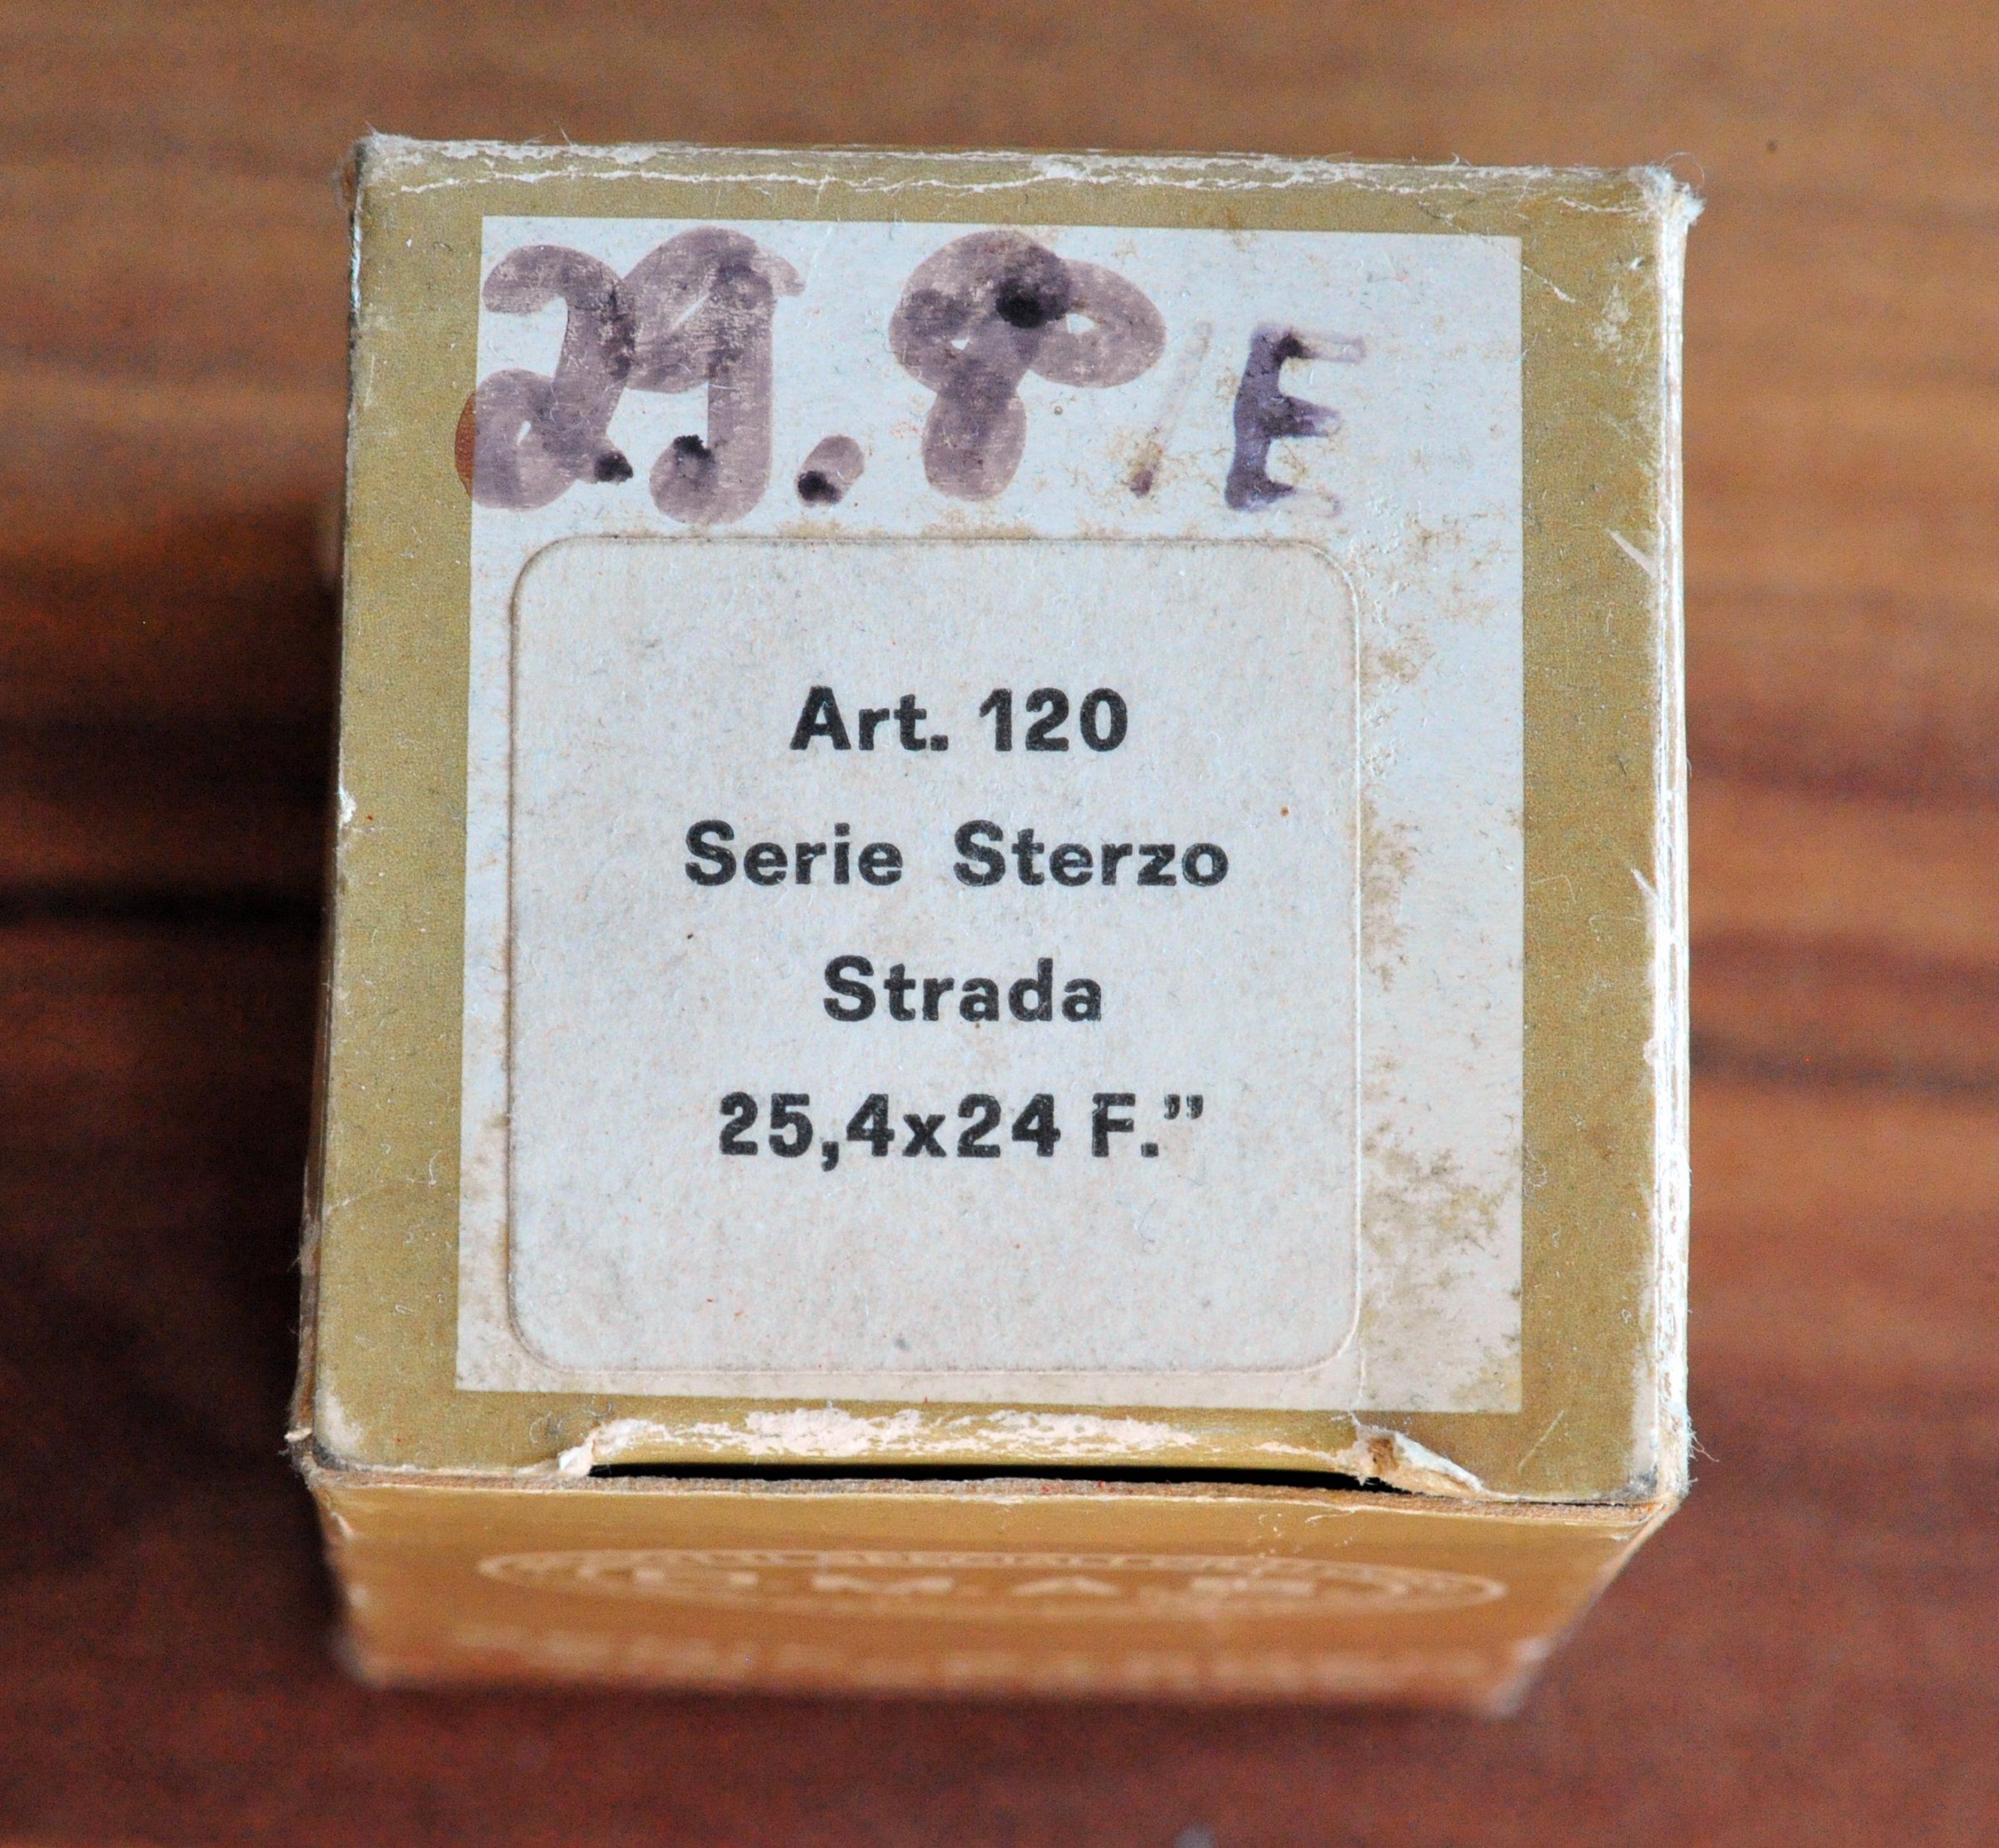 29.8/E
Art. 120
Serie Sterzo
Strada
25,4x24 F.”